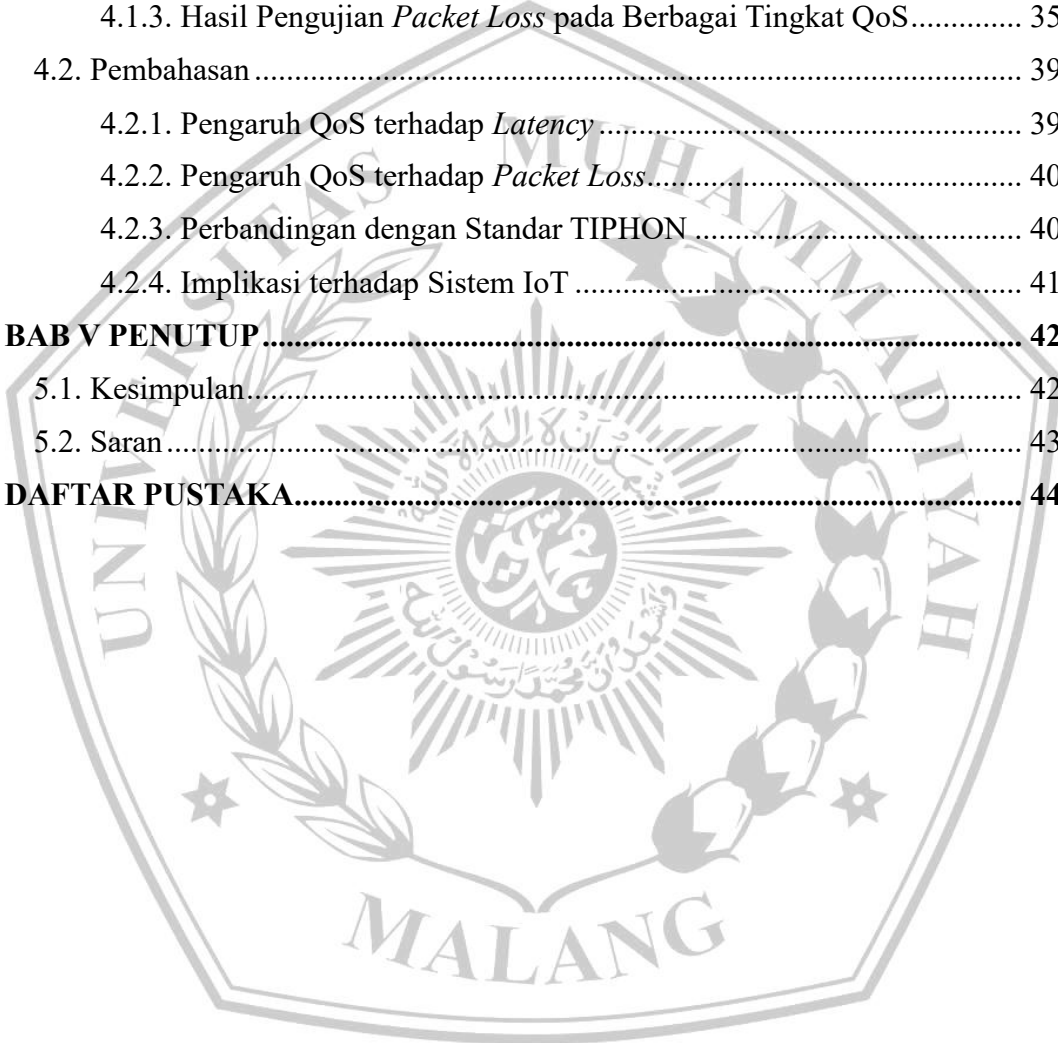 4.1.3. Hasil Pengujian Packet Loss pada Berbagai Tingkat QoS.............. 35
4.2. Pembahasan.................................................................................................... 39
4.2.1. Pengaruh QoS terhadap Latency....................................................... 39
4.2.2. Pengaruh QoS terhadap Packet Loss................................................. 40
4.2.3. Perbandingan dengan Standar TIPHON........................................... 40
4.2.4. Implikasi terhadap Sistem IoT.......................................................... 41
BAB V PENUTUP.................................................................................................... 42
5.1. Kesimpulan..................................................................................................... 42
5.2. Saran................................................................................................................ 43
DAFTAR PUSTAKA................................................................................................ 44
UNIVERSITAS MUHAMMADIYAH
MALANG